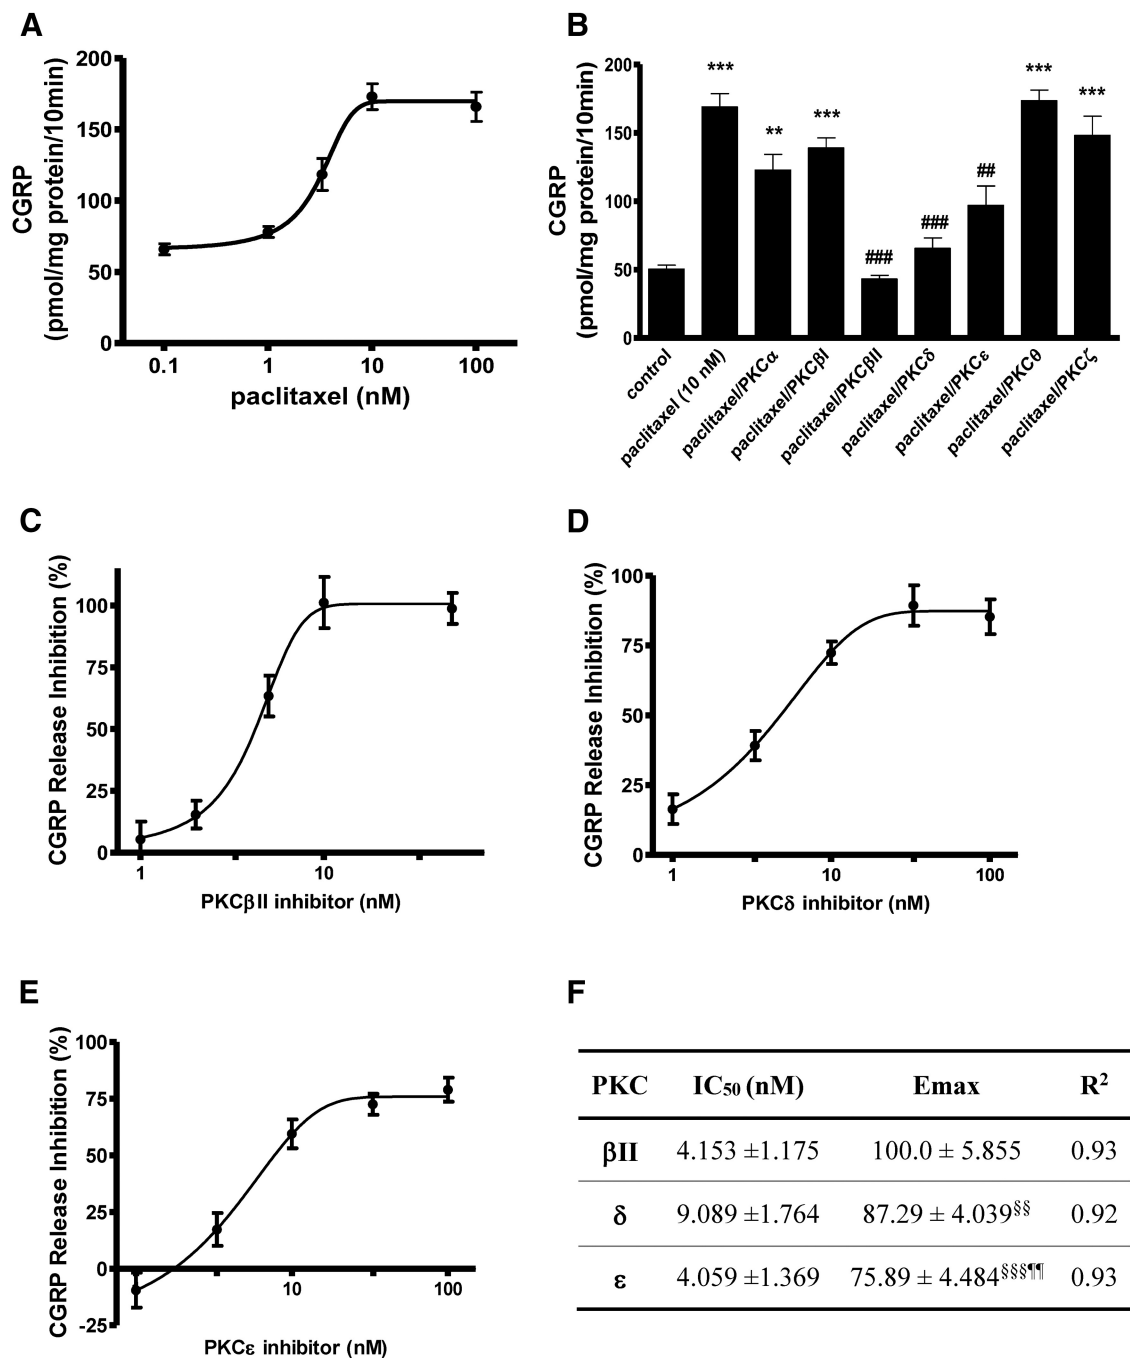 A
CGRP
(pmol/mg protein/10min)
200
150
100
50
0
0.1 1 10 100
paclitaxel (nM)
B
CGRP
(pmol/mg protein/10min)
200
150
100
50
0
*** ** *** ### ### ## *** ***
control
paclitaxel (10 nM)
paclitaxel/PKCα
paclitaxel/PKCβI
paclitaxel/PKCβII
paclitaxel/PKCδ
paclitaxel/PKCε
paclitaxel/PKCθ
paclitaxel/PKCζ
C
CGRP Release Inhibition (%)
100
75
50
25
0
1 10
PKCβII inhibitor (nM)
D
CGRP Release Inhibition (%)
100
75
50
25
0
1 10 100
PKCδ inhibitor (nM)
E
CGRP Release Inhibition (%)
100
75
50
25
0
-25
10 100
PKCε inhibitor (nM)
F
PKC IC₅₀ (nM) Emax R²
βII 4.153 ±1.175 100.0 ± 5.855 0.93
δ 9.089 ±1.764 87.29 ± 4.039§§ 0.92
ε 4.059 ±1.369 75.89 ± 4.484§§§¶¶ 0.93